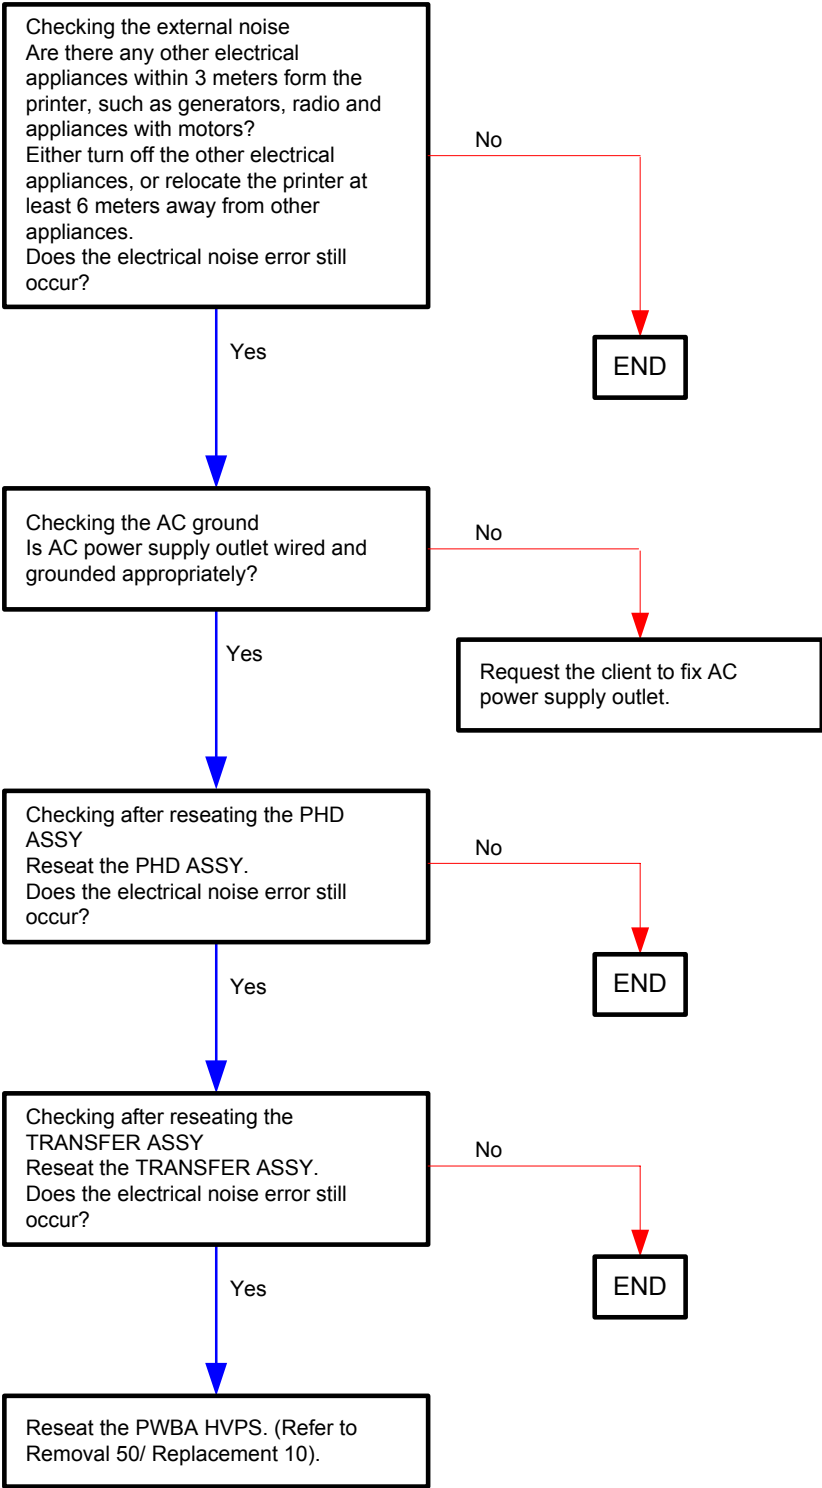 Checking the external noise
Are there any other electrical
appliances within 3 meters form the
printer, such as generators, radio and
appliances with motors?
Either turn off the other electrical
appliances, or relocate the printer at
least 6 meters away from other
appliances.
Does the electrical noise error still
occur?
No
END
Yes
Checking the AC ground
Is AC power supply outlet wired and
grounded appropriately?
No
Request the client to fix AC
power supply outlet.
Yes
Checking after reseating the PHD
ASSY
Reseat the PHD ASSY.
Does the electrical noise error still
occur?
No
END
Yes
Checking after reseating the
TRANSFER ASSY
Reseat the TRANSFER ASSY.
Does the electrical noise error still
occur?
No
END
Yes
Reseat the PWBA HVPS. (Refer to
Removal 50/ Replacement 10).